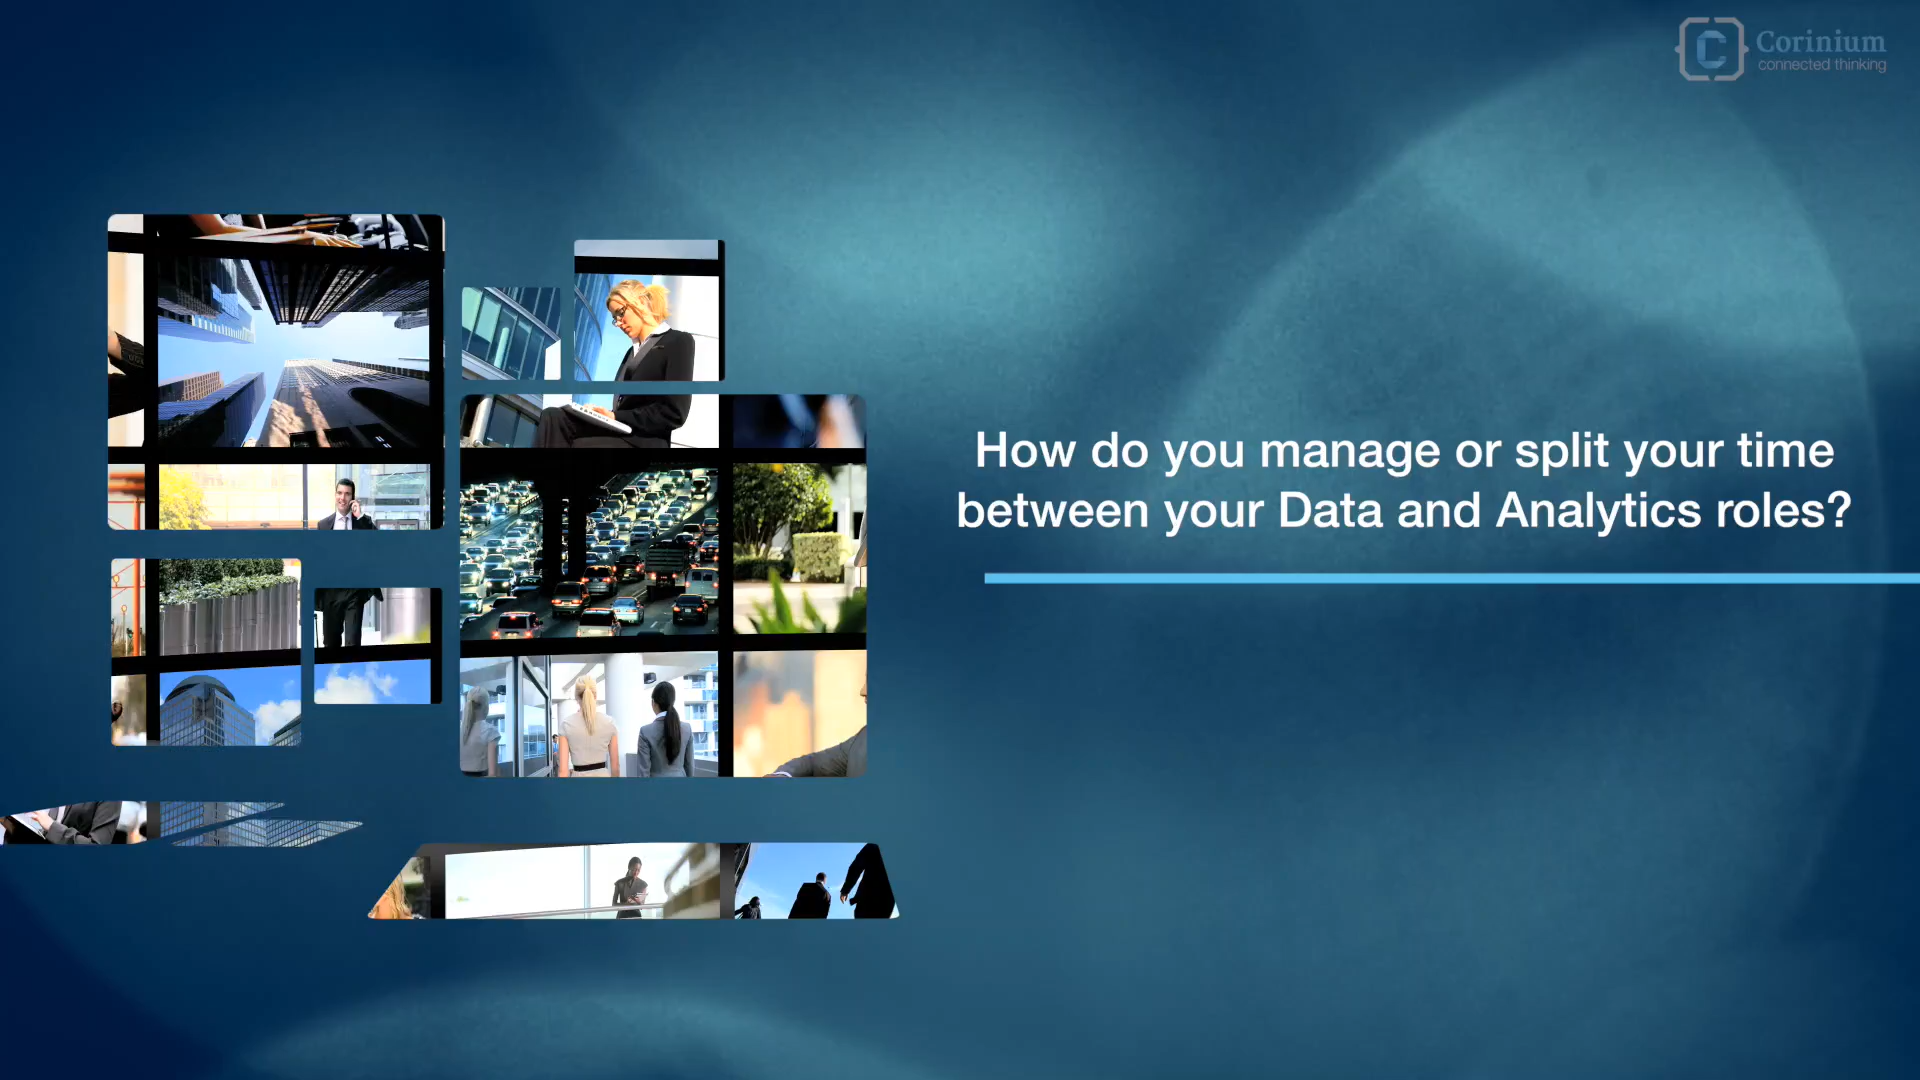 Corinium
connected thinking
How do you manage or split your time
between your Data and Analytics roles?